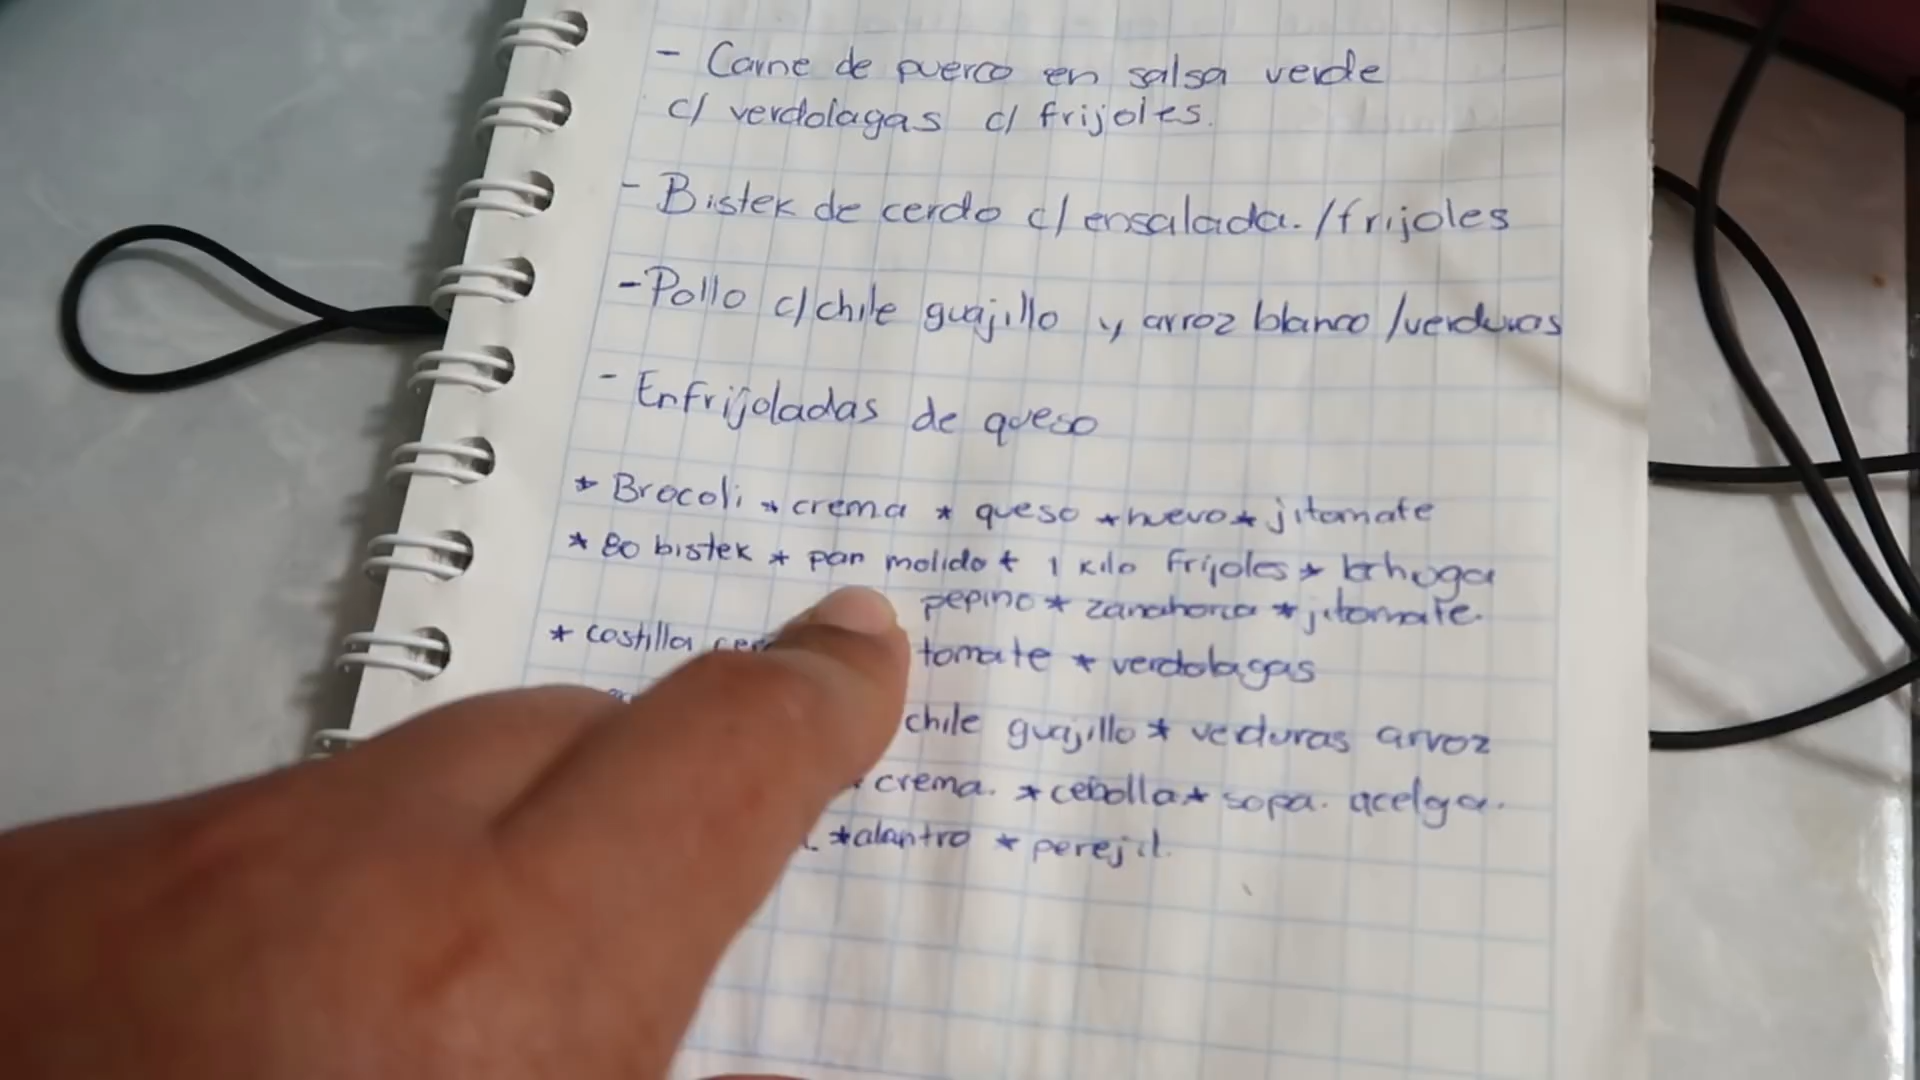 - Carne de puerco en salsa verde
c/ verdolagas c/ frijoles.
- Bistek de cerdo c/ ensalada. /frijoles
- Pollo c/chile guajillo y arroz blanco /verduras
- Enfrijoladas de queso
* Brocoli * crema * queso * huevo * jitomate
* 80 bistek * pan molido * 1 kilo frijoles *
pepino * zanahoria * jitomate.
* costilla tomate * verdolagas
chile guajillo * veduras arroz
crema. * cebolla * sopa. acelga.
* alantro * perejil.